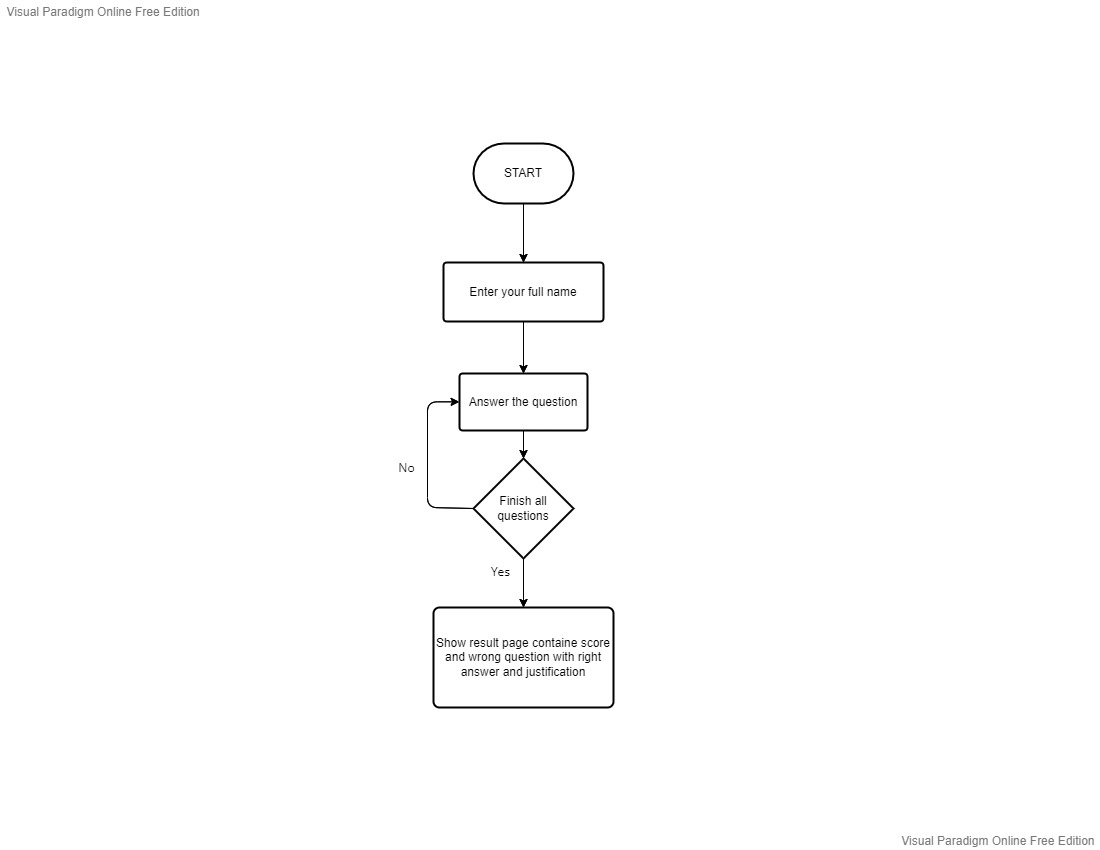 Visual Paradigm Online Free Edition
START
Enter your full name
Answer the question
No
Finish all
questions
Yes
Show result page containe score
and wrong question with right
answer and justification
Visual Paradigm Online Free Edition